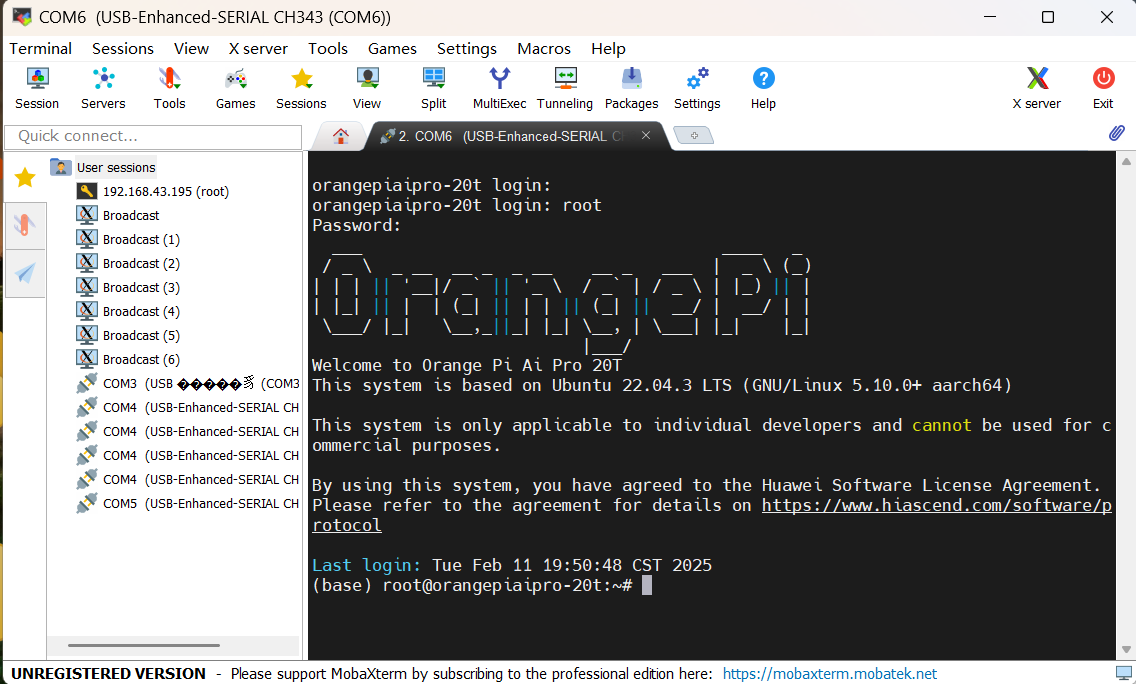 COM6 (USB-Enhanced-SERIAL CH343 (COM6))
Terminal Sessions View X server Tools Games Settings Macros Help
Session Servers Tools Games Sessions View Split MultiExec Tunneling Packages Settings Help X server Exit
Quick connect...
2. COM6 (USB-Enhanced-SERIAL C
User sessions
192.168.43.195 (root)
Broadcast
Broadcast (1)
Broadcast (2)
Broadcast (3)
Broadcast (4)
Broadcast (5)
Broadcast (6)
COM3 (USB (COM3
COM4 (USB-Enhanced-SERIAL CH
COM4 (USB-Enhanced-SERIAL CH
COM4 (USB-Enhanced-SERIAL CH
COM4 (USB-Enhanced-SERIAL CH
COM5 (USB-Enhanced-SERIAL CH
orangepiaipro-20t login:
orangepiaipro-20t login: root
Password:
Orange Pi
Welcome to Orange Pi Ai Pro 20T
This system is based on Ubuntu 22.04.3 LTS (GNU/Linux 5.10.0+ aarch64)
This system is only applicable to individual developers and cannot be used for c
ommercial purposes.
By using this system, you have agreed to the Huawei Software License Agreement.
Please refer to the agreement for details on https://www.hiascend.com/software/p
rotocol
Last login: Tue Feb 11 19:50:48 CST 2025
(base) root@orangepiaipro-20t:~#
UNREGISTERED VERSION - Please support MobaXterm by subscribing to the professional edition here: https://mobaxterm.mobatek.net